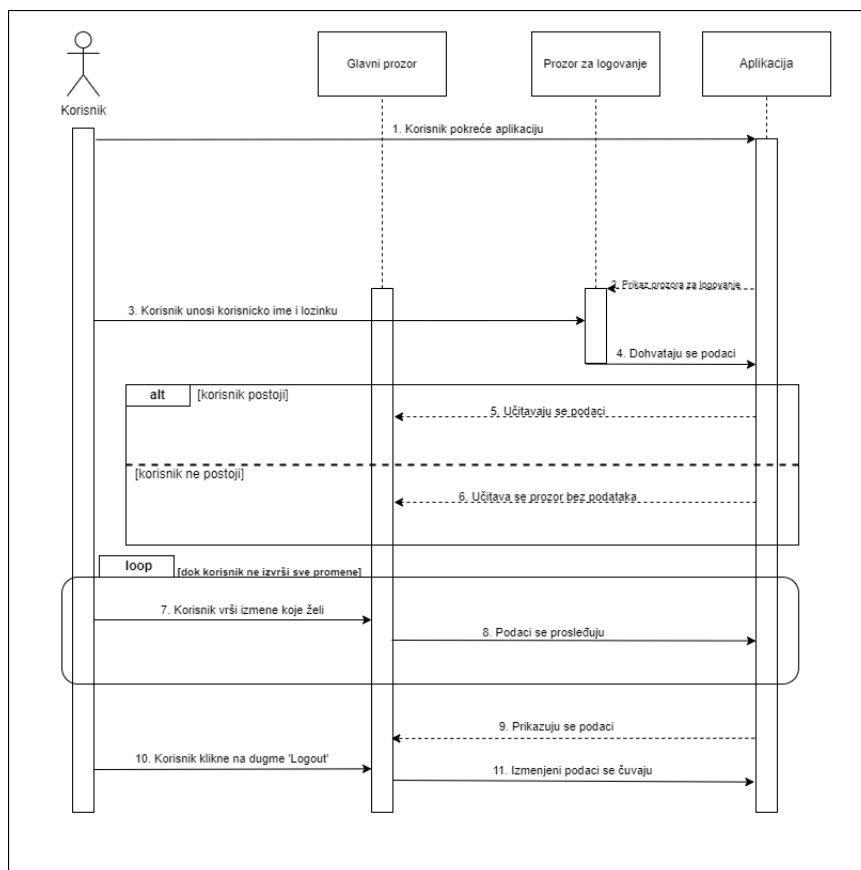 Korisnik
Glavni prozor
Prozor za logovanje
Aplikacija
1. Korisnik pokreće aplikaciju
2. Prikaz prozora za logovanje
3. Korisnik unosi korisnicko ime i lozinku
4. Dohvataju se podaci
alt
[korisnik postoji]
5. Učitavaju se podaci
[korisnik ne postoji]
6. Učitava se prozor bez podataka
loop
[dok korisnik ne izvrši sve promene]
7. Korisnik vrši izmene koje želi
8. Podaci se prosleđuju
9. Prikazuju se podaci
10. Korisnik klikne na dugme 'Logout'
11. Izmenjeni podaci se čuvaju